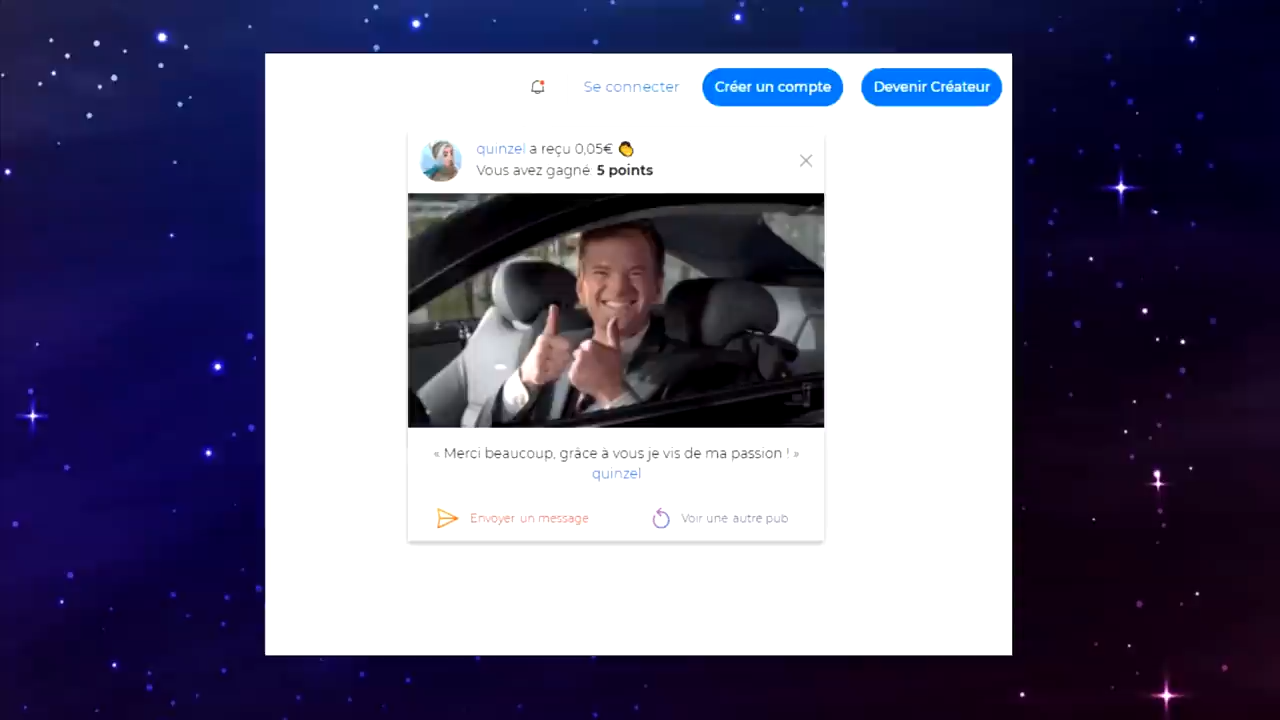 Se connecter
Créer un compte
Devenir Créateur
quinzel a reçu 0,05€ 👏
Vous avez gagné 5 points
« Merci beaucoup, grâce à vous je vis de ma passion ! »
quinzel
Envoyer un message
Voir une autre pub